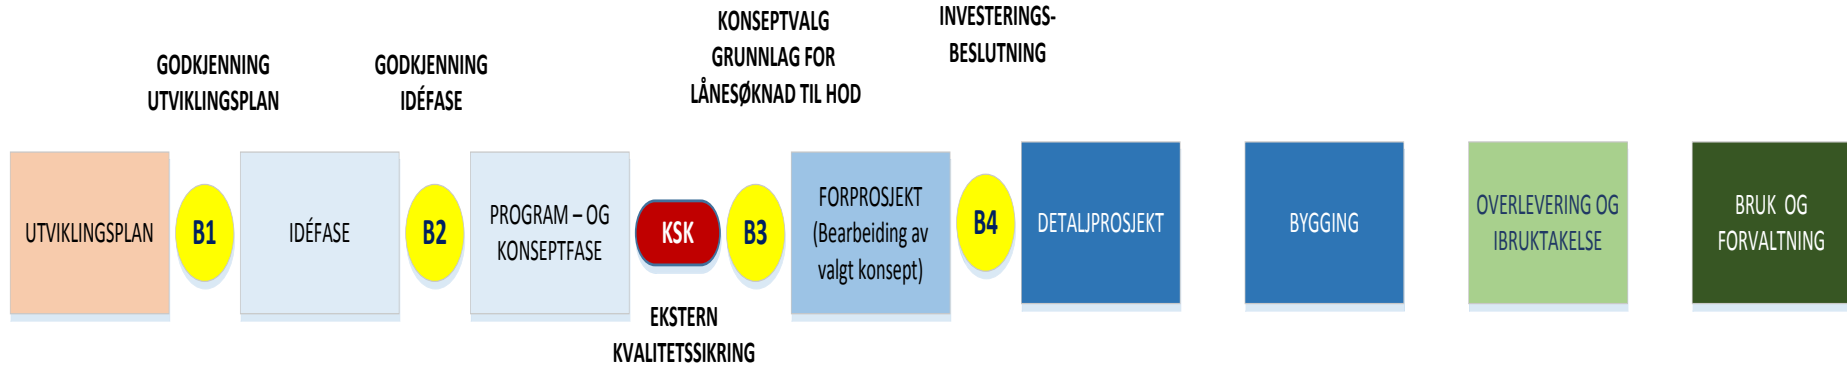 GODKJENNING
UTVIKLINGSPLAN
GODKJENNING
IDÉFASE
KONSEPTVALG
GRUNNLAG FOR
LÅNESØKNAD TIL HOD
INVESTERINGS-
BESLUTNING
UTVIKLINGSPLAN
B1
IDÉFASE
B2
PROGRAM – OG
KONSEPTFASE
KSK
B3
FORPROSJEKT
(Bearbeiding av
valgt konsept)
B4
DETALJPROSJEKT
BYGGING
OVERLEVERING OG
IBRUKTAKELSE
BRUK OG
FORVALTNING
EKSTERN
KVALITETSSIKRING